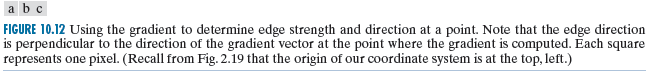 a b c
FIGURE 10.12 Using the gradient to determine edge strength and direction at a point. Note that the edge direction
is perpendicular to the direction of the gradient vector at the point where the gradient is computed. Each square
represents one pixel. (Recall from Fig. 2.19 that the origin of our coordinate system is at the top, left.)